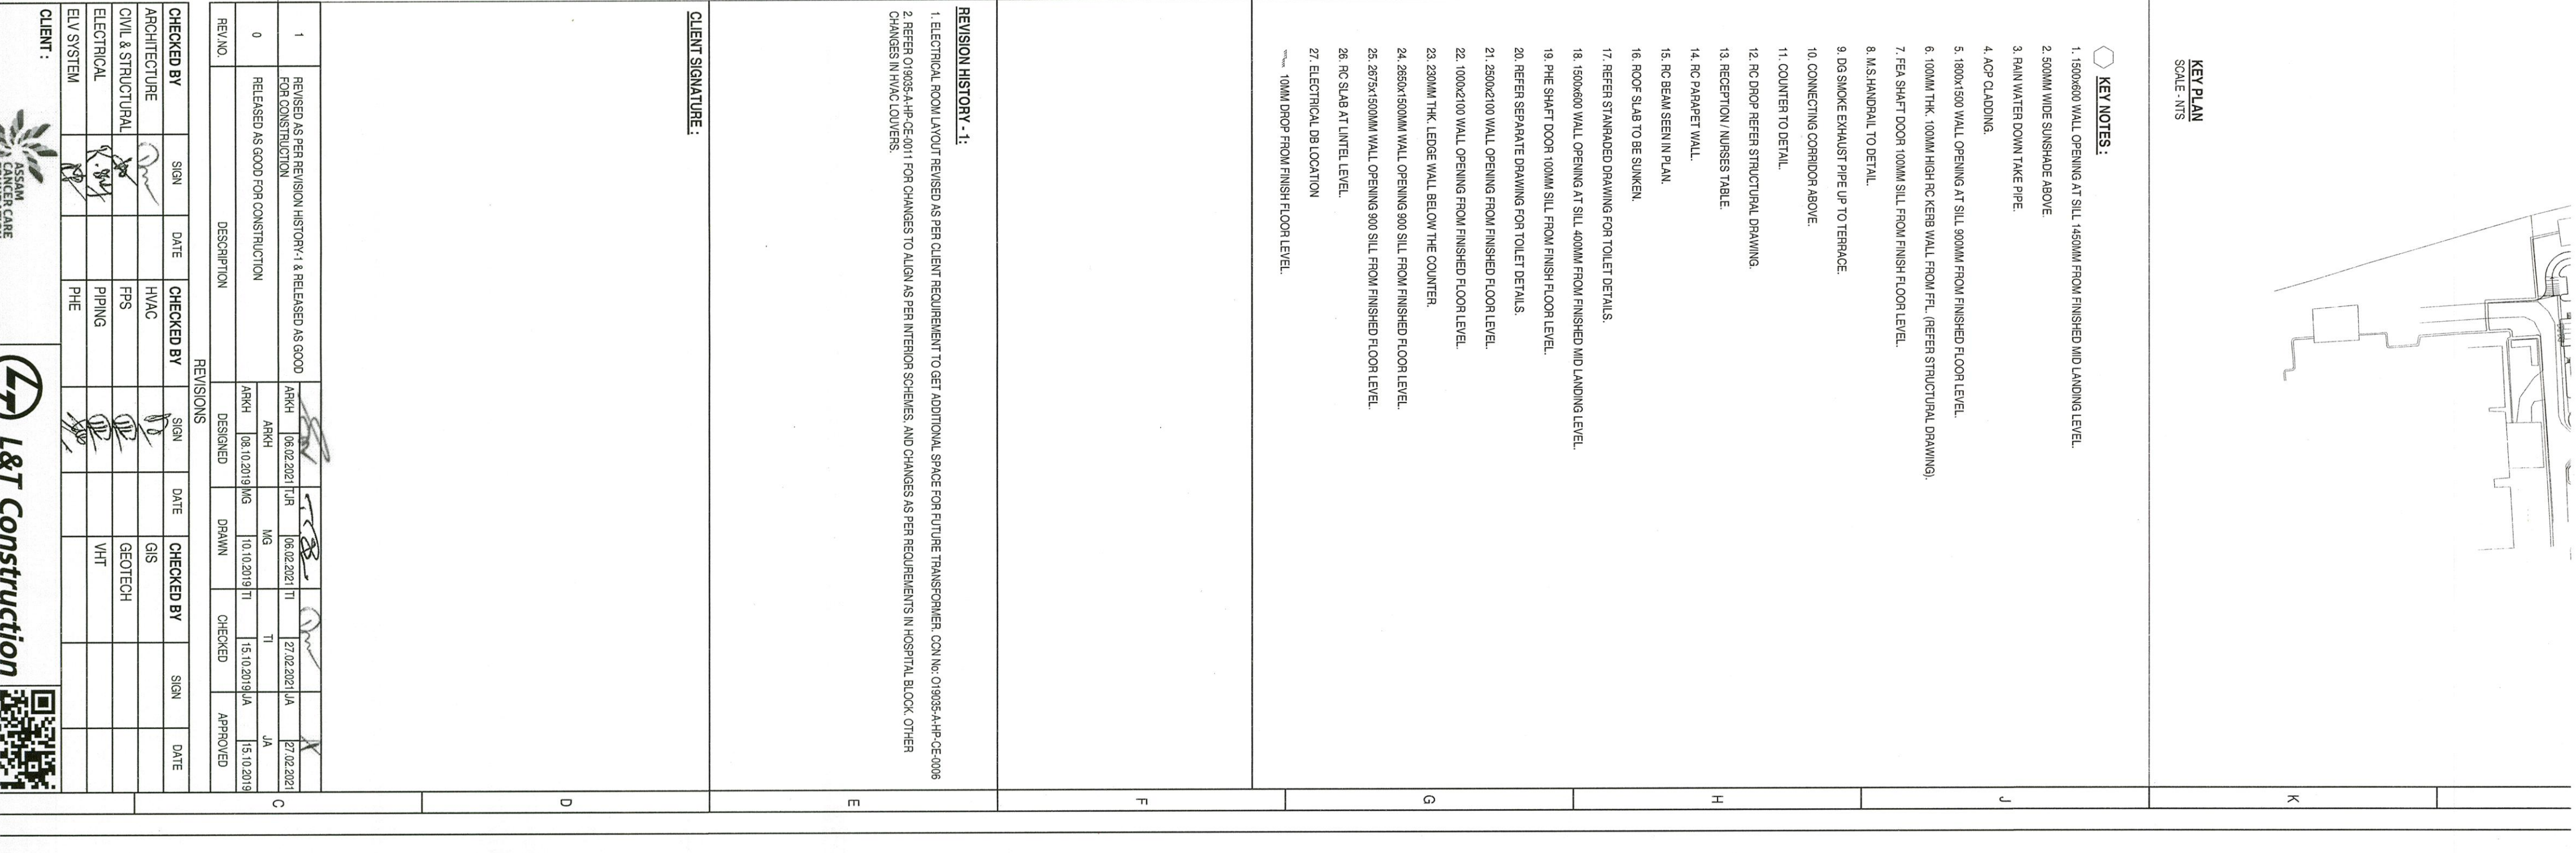 KEY PLAN
SCALE - NTS
KEY NOTES :
1. 1500x600 WALL OPENING AT SILL 1450MM FROM FINISHED MID LANDING LEVEL.
2. 500MM WIDE SUNSHADE ABOVE.
3. RAIN WATER DOWN TAKE PIPE.
4. ACP CLADDING.
5. 1800x1500 WALL OPENING AT SILL 900MM FROM FINISHED FLOOR LEVEL.
6. 100MM THK. 100MM HIGH RC KERB WALL FROM FFL. (REFER STRUCTURAL DRAWING).
7. FEA SHAFT DOOR 100MM SILL FROM FINISH FLOOR LEVEL.
8. M.S.HANDRAIL TO DETAIL.
9. DG SMOKE EXHAUST PIPE UP TO TERRACE.
10. CONNECTING CORRIDOR ABOVE.
11. COUNTER TO DETAIL.
12. RC DROP REFER STRUCTURAL DRAWING.
13. RECEPTION / NURSES TABLE.
14. RC PARAPET WALL.
15. RC BEAM SEEN IN PLAN.
16. ROOF SLAB TO BE SUNKEN.
17. REFER STANRADED DRAWING FOR TOILET DETAILS.
18. 1500x600 WALL OPENING AT SILL 400MM FROM FINISHED MID LANDING LEVEL.
19. PHE SHAFT DOOR 100MM SILL FROM FINISH FLOOR LEVEL.
20. REFER SEPARATE DRAWING FOR TOILET DETAILS.
21. 2500x2100 WALL OPENING FROM FINISHED FLOOR LEVEL.
22. 1000x2100 WALL OPENING FROM FINISHED FLOOR LEVEL.
23. 230MM THK. LEDGE WALL BELOW THE COUNTER.
24. 2650x1500MM WALL OPENING 900 SILL FROM FINISHED FLOOR LEVEL.
25. 2675x1500MM WALL OPENING 900 SILL FROM FINISHED FLOOR LEVEL.
26. RC SLAB AT LINTEL LEVEL.
27. ELECTRICAL DB LOCATION
10MM DROP FROM FINISH FLOOR LEVEL.
REVISION HISTORY - 1:
1. ELECTRICAL ROOM LAYOUT REVISED AS PER CLIENT REQUIREMENT TO GET ADDITIONAL SPACE FOR FUTURE TRANSFORMER. CCN No: O19035-A-HP-CE-0006
2. REFER O19035-A-HP-CE-0011 FOR CHANGES TO ALIGN AS PER INTERIOR SCHEMES. AND CHANGES AS PER REQUIREMENTS IN HOSPITAL BLOCK. OTHER
CHANGES IN HVAC LOUVERS.
CLIENT SIGNATURE :
1 REVISED AS PER REVISION HISTORY-1 & RELEASED AS GOOD FOR CONSTRUCTION ARKH 06.02.2021 TJR 06.02.2021 TI 27.02.2021 JA 27.02.2021
0 RELEASED AS GOOD FOR CONSTRUCTION ARKH MG TI JA
ARKH 08.10.2019 MG 10.10.2019 TI 15.10.2019 JA 15.10.2019
REV.NO. DESCRIPTION DESIGNED DRAWN CHECKED APPROVED
REVISIONS
CHECKED BY SIGN DATE CHECKED BY SIGN DATE CHECKED BY SIGN DATE
ARCHITECTURE HVAC GIS
CIVIL & STRUCTURAL FPS GEOTECH
ELECTRICAL PIPING VHT
ELV SYSTEM PHE
CLIENT :
ASSAM
CANCER CARE
L&T Construction
C
D
E
F
G
H
J
K